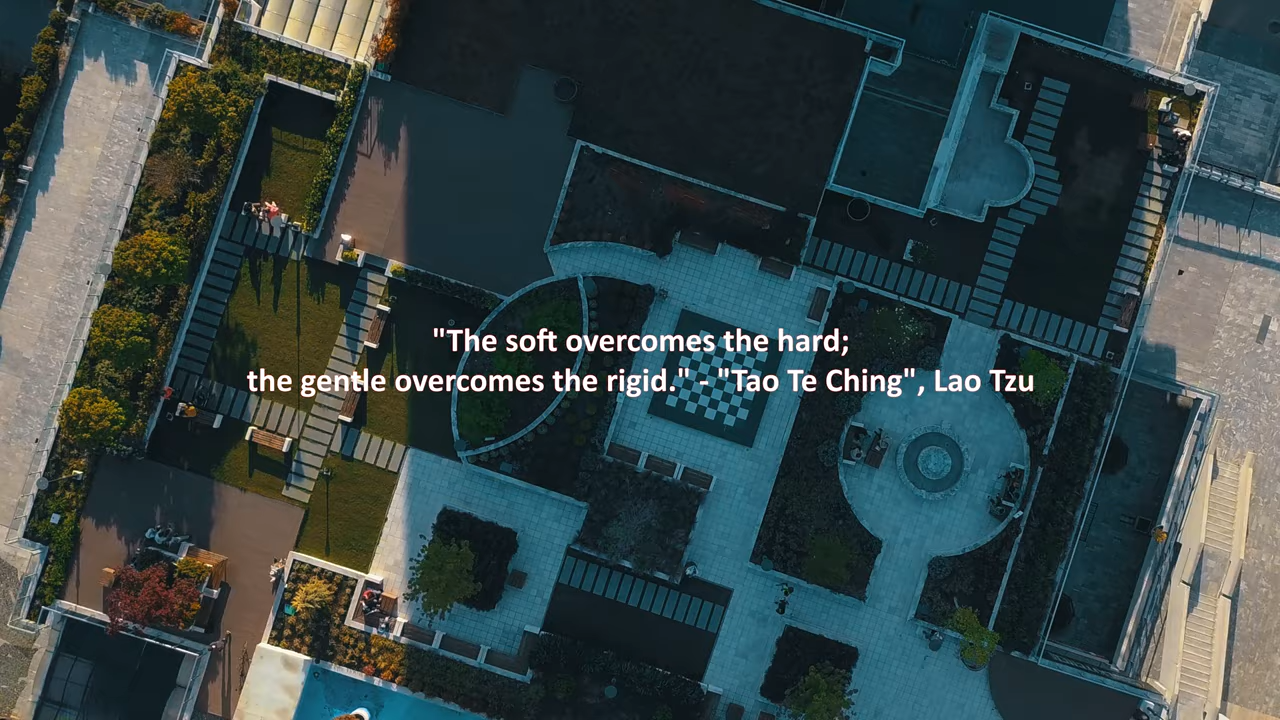 "The soft overcomes the hard;
the gentle overcomes the rigid." - "Tao Te Ching", Lao Tzu